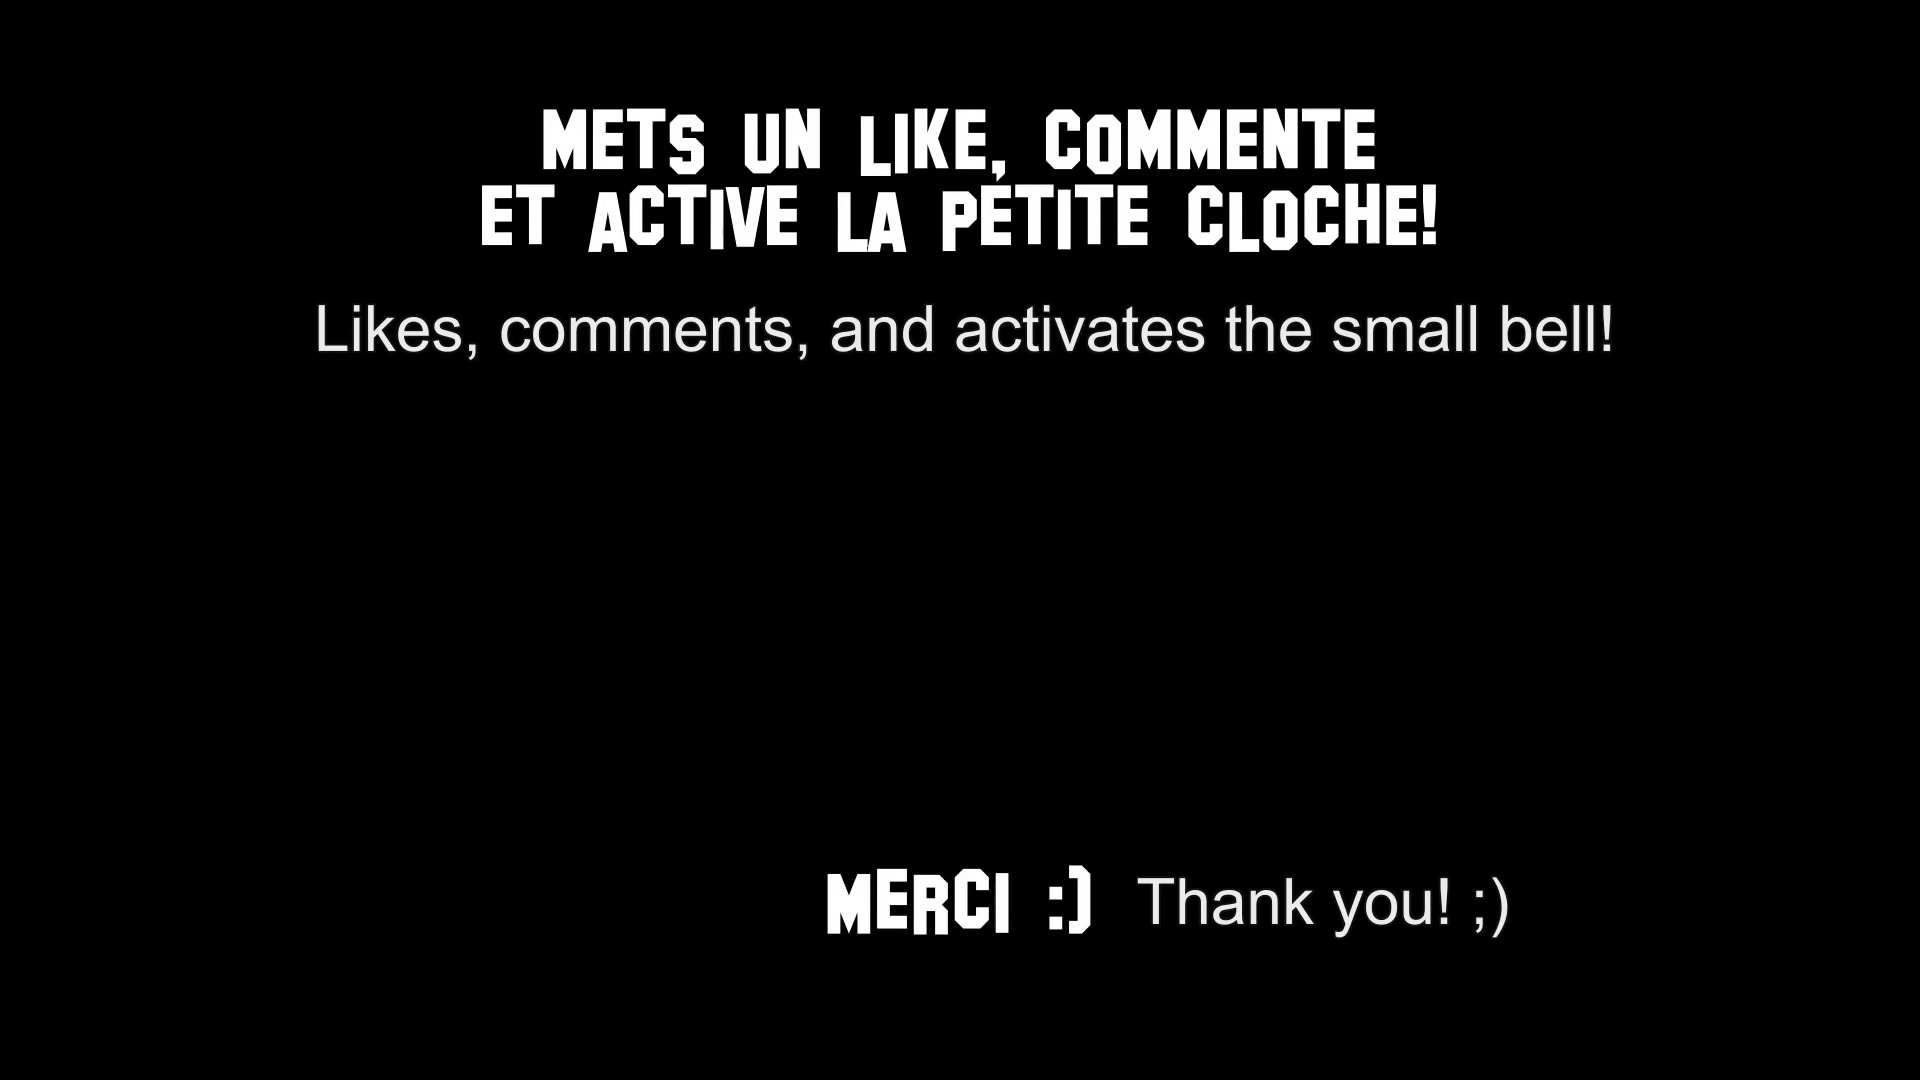 METS UN LIKE, COMMENTE
ET ACTIVE LA PETITE CLOCHE!
Likes, comments, and activates the small bell!
MERCI :) Thank you! ;)